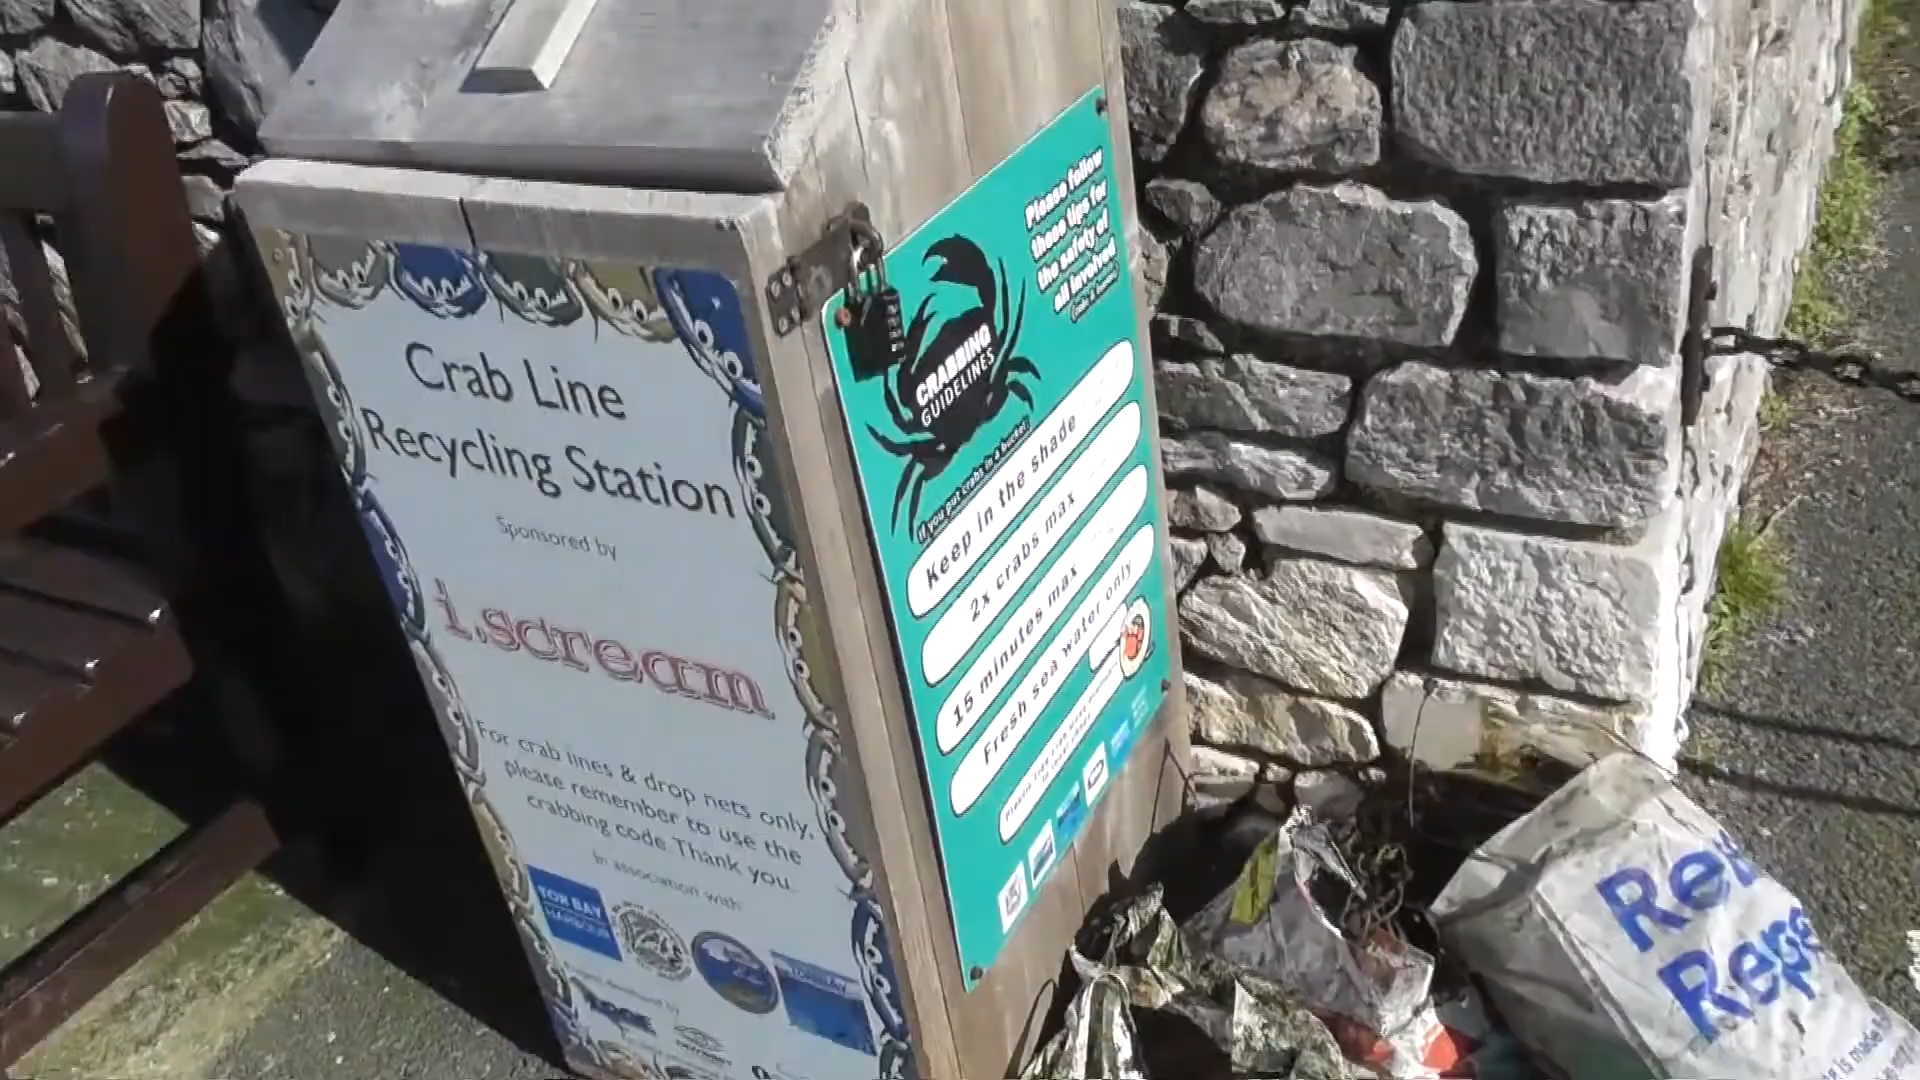 Crab Line
Recycling Station
Sponsored by
i.scream
For crab lines & drop nets only,
please remember to use the
crabbing code Thank you.
In association with
TOR BAY
HARBOUR
TORBAY
Please follow
these tips for
the safety of
all involved
CRABBING
GUIDELINES
If you put crabs in a bucket:
Keep in the shade
2x crabs max
15 minutes max
Fresh sea water only